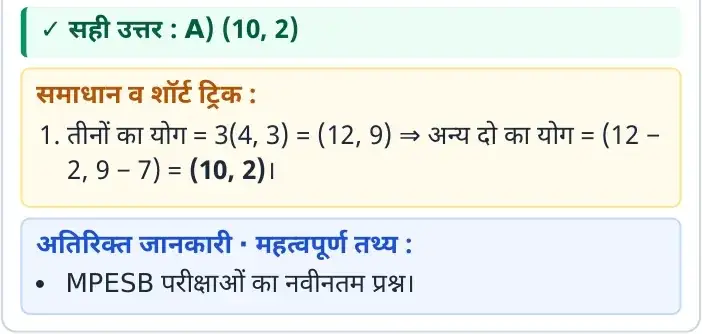 ✓ सही उत्तर : A) (10, 2)
समाधान व शॉर्ट ट्रिक :
1. तीनों का योग = 3(4, 3) = (12, 9) ⇒ अन्य दो का योग = (12 −
2, 9 − 7) = (10, 2)।
अतिरिक्त जानकारी · महत्वपूर्ण तथ्य :
• MPESB परीक्षाओं का नवीनतम प्रश्न।